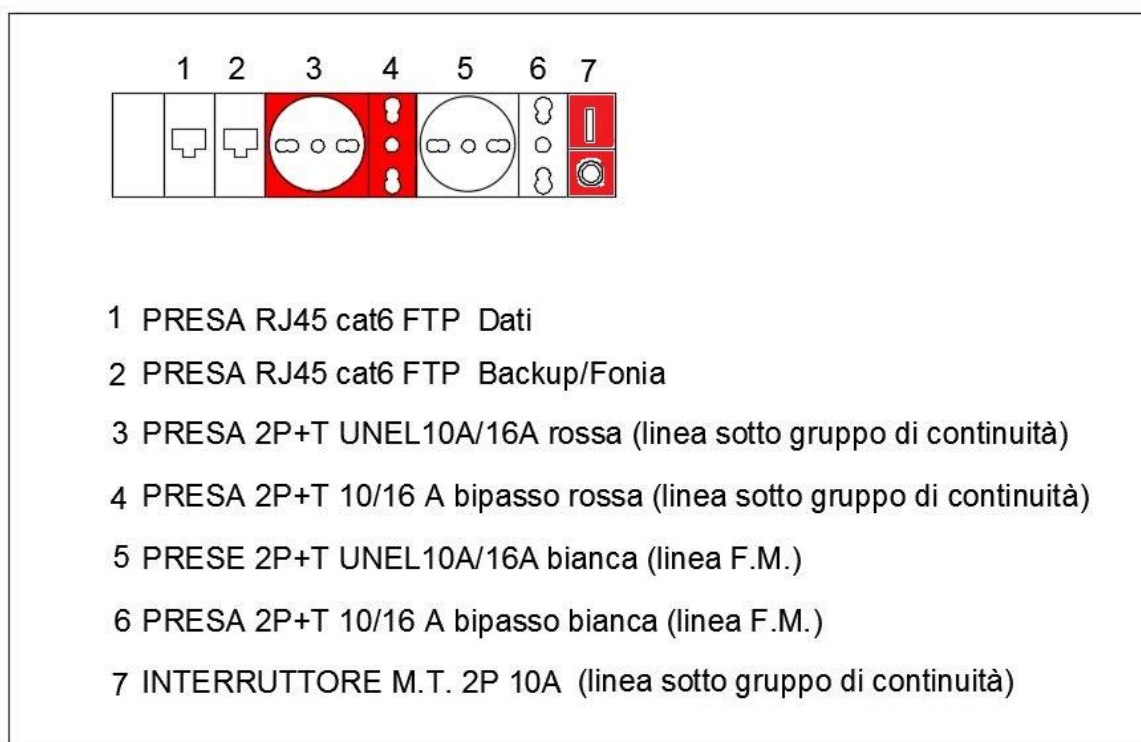 1 2 3 4 5 6 7
1 PRESA RJ45 cat6 FTP Dati
2 PRESA RJ45 cat6 FTP Backup/Fonia
3 PRESA 2P+T UNEL10A/16A rossa (linea sotto gruppo di continuità)
4 PRESA 2P+T 10/16 A bipasso rossa (linea sotto gruppo di continuità)
5 PRESE 2P+T UNEL10A/16A bianca (linea F.M.)
6 PRESA 2P+T 10/16 A bipasso bianca (linea F.M.)
7 INTERRUTTORE M.T. 2P 10A (linea sotto gruppo di continuità)